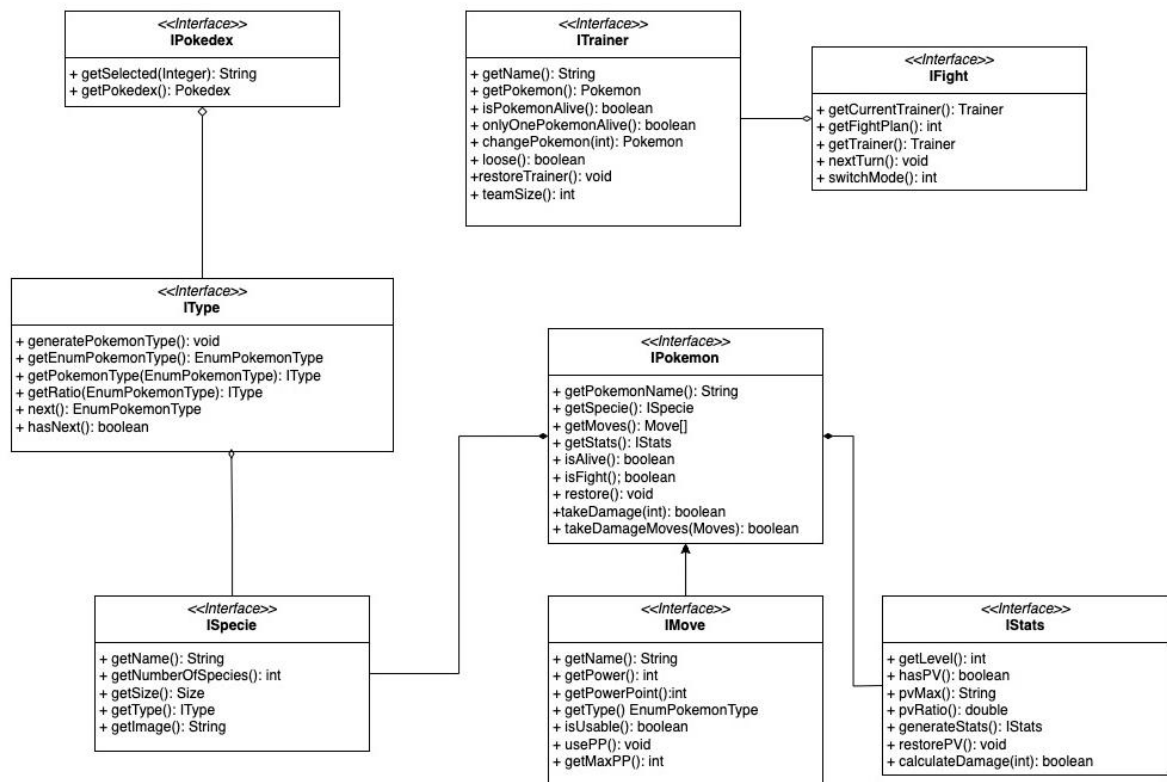 <<Interface>>
IPokedex
+ getSelected(Integer): String
+ getPokedex(): Pokedex
<<Interface>>
ITrainer
+ getName(): String
+ getPokemon(): Pokemon
+ isPokemonAlive(): boolean
+ onlyOnePokemonAlive(): boolean
+ changePokemon(int): Pokemon
+ loose(): boolean
+restoreTrainer(): void
+ teamSize(): int
<<Interface>>
IFight
+ getCurrentTrainer(): Trainer
+ getFightPlan(): int
+ getTrainer(): Trainer
+ nextTurn(): void
+ switchMode(): int
<<Interface>>
IType
+ generatePokemonType(): void
+ getEnumPokemonType(): EnumPokemonType
+ getPokemonType(EnumPokemonType): IType
+ getRatio(EnumPokemonType): IType
+ next(): EnumPokemonType
+ hasNext(): boolean
<<Interface>>
IPokemon
+ getPokemonName(): String
+ getSpecie(): ISpecie
+ getMoves(): Move[]
+ getStats(): IStats
+ isAlive(): boolean
+ isFight(); boolean
+ restore(): void
+takeDamage(int): boolean
+ takeDamageMoves(Moves): boolean
<<Interface>>
ISpecie
+ getName(): String
+ getNumberOfSpecies(): int
+ getSize(): Size
+ getType(): IType
+ getImage(): String
<<Interface>>
IMove
+ getName(): String
+ getPower(): int
+ getPowerPoint():int
+ getType() EnumPokemonType
+ isUsable(): boolean
+ usePP(): void
+ getMaxPP(): int
<<Interface>>
IStats
+ getLevel(): int
+ hasPV(): boolean
+ pvMax(): String
+ pvRatio(): double
+ generateStats(): IStats
+ restorePV(): void
+ calculateDamage(int): boolean